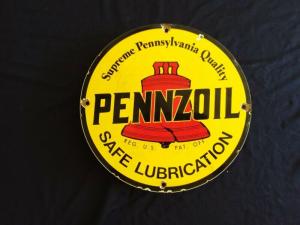 Supreme Pennsylvania Quality
PENNZOIL
REG. U.S. PAT. OFF.
SAFE LUBRICATION